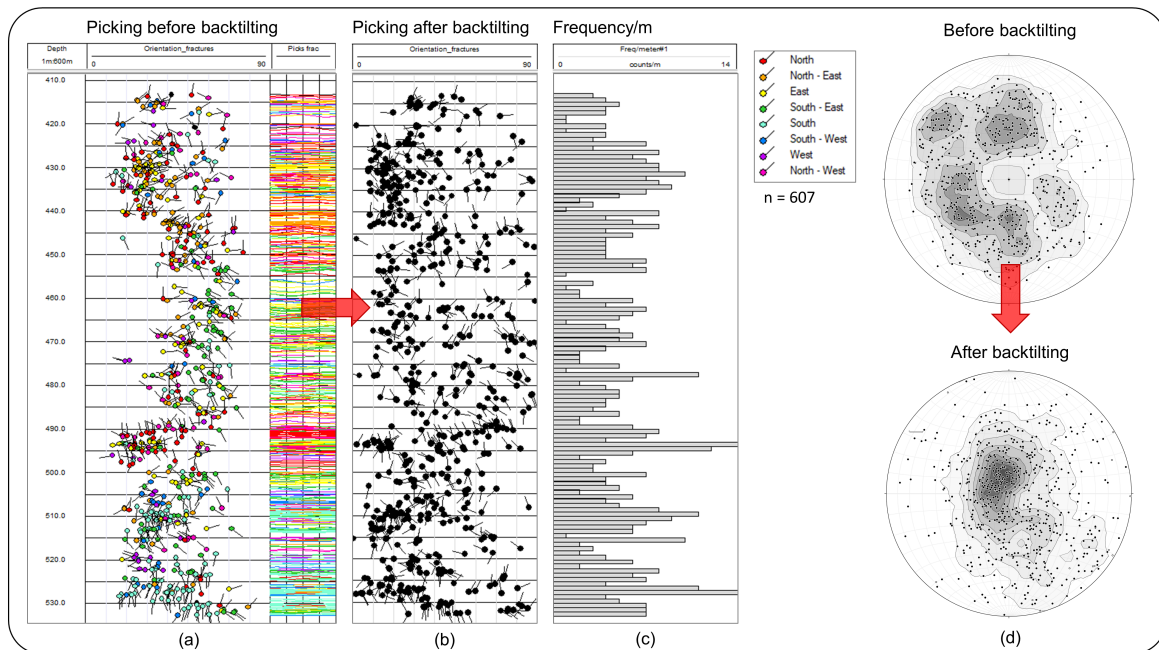 Picking before backtilting
Picking after backtilting
Frequency/m
Before backtilting
Depth
Orientation_fractures
Picks frac
1m:600m
0 90
Orientation_fractures
0 90
Freq/meter#1
0 counts/m 14
North
North - East
East
South - East
South
South - West
West
North - West
n = 607
410.0
420.0
430.0
440.0
450.0
460.0
470.0
480.0
490.0
500.0
510.0
520.0
530.0
After backtilting
(a)
(b)
(c)
(d)